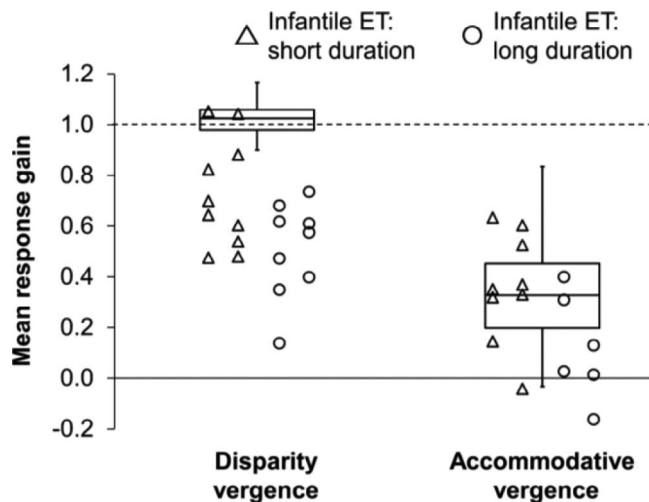 Infantile ET:
short duration
Infantile ET:
long duration
Mean response gain
1.2
1.0
0.8
0.6
0.4
0.2
0.0
-0.2
Disparity
vergence
Accommodative
vergence